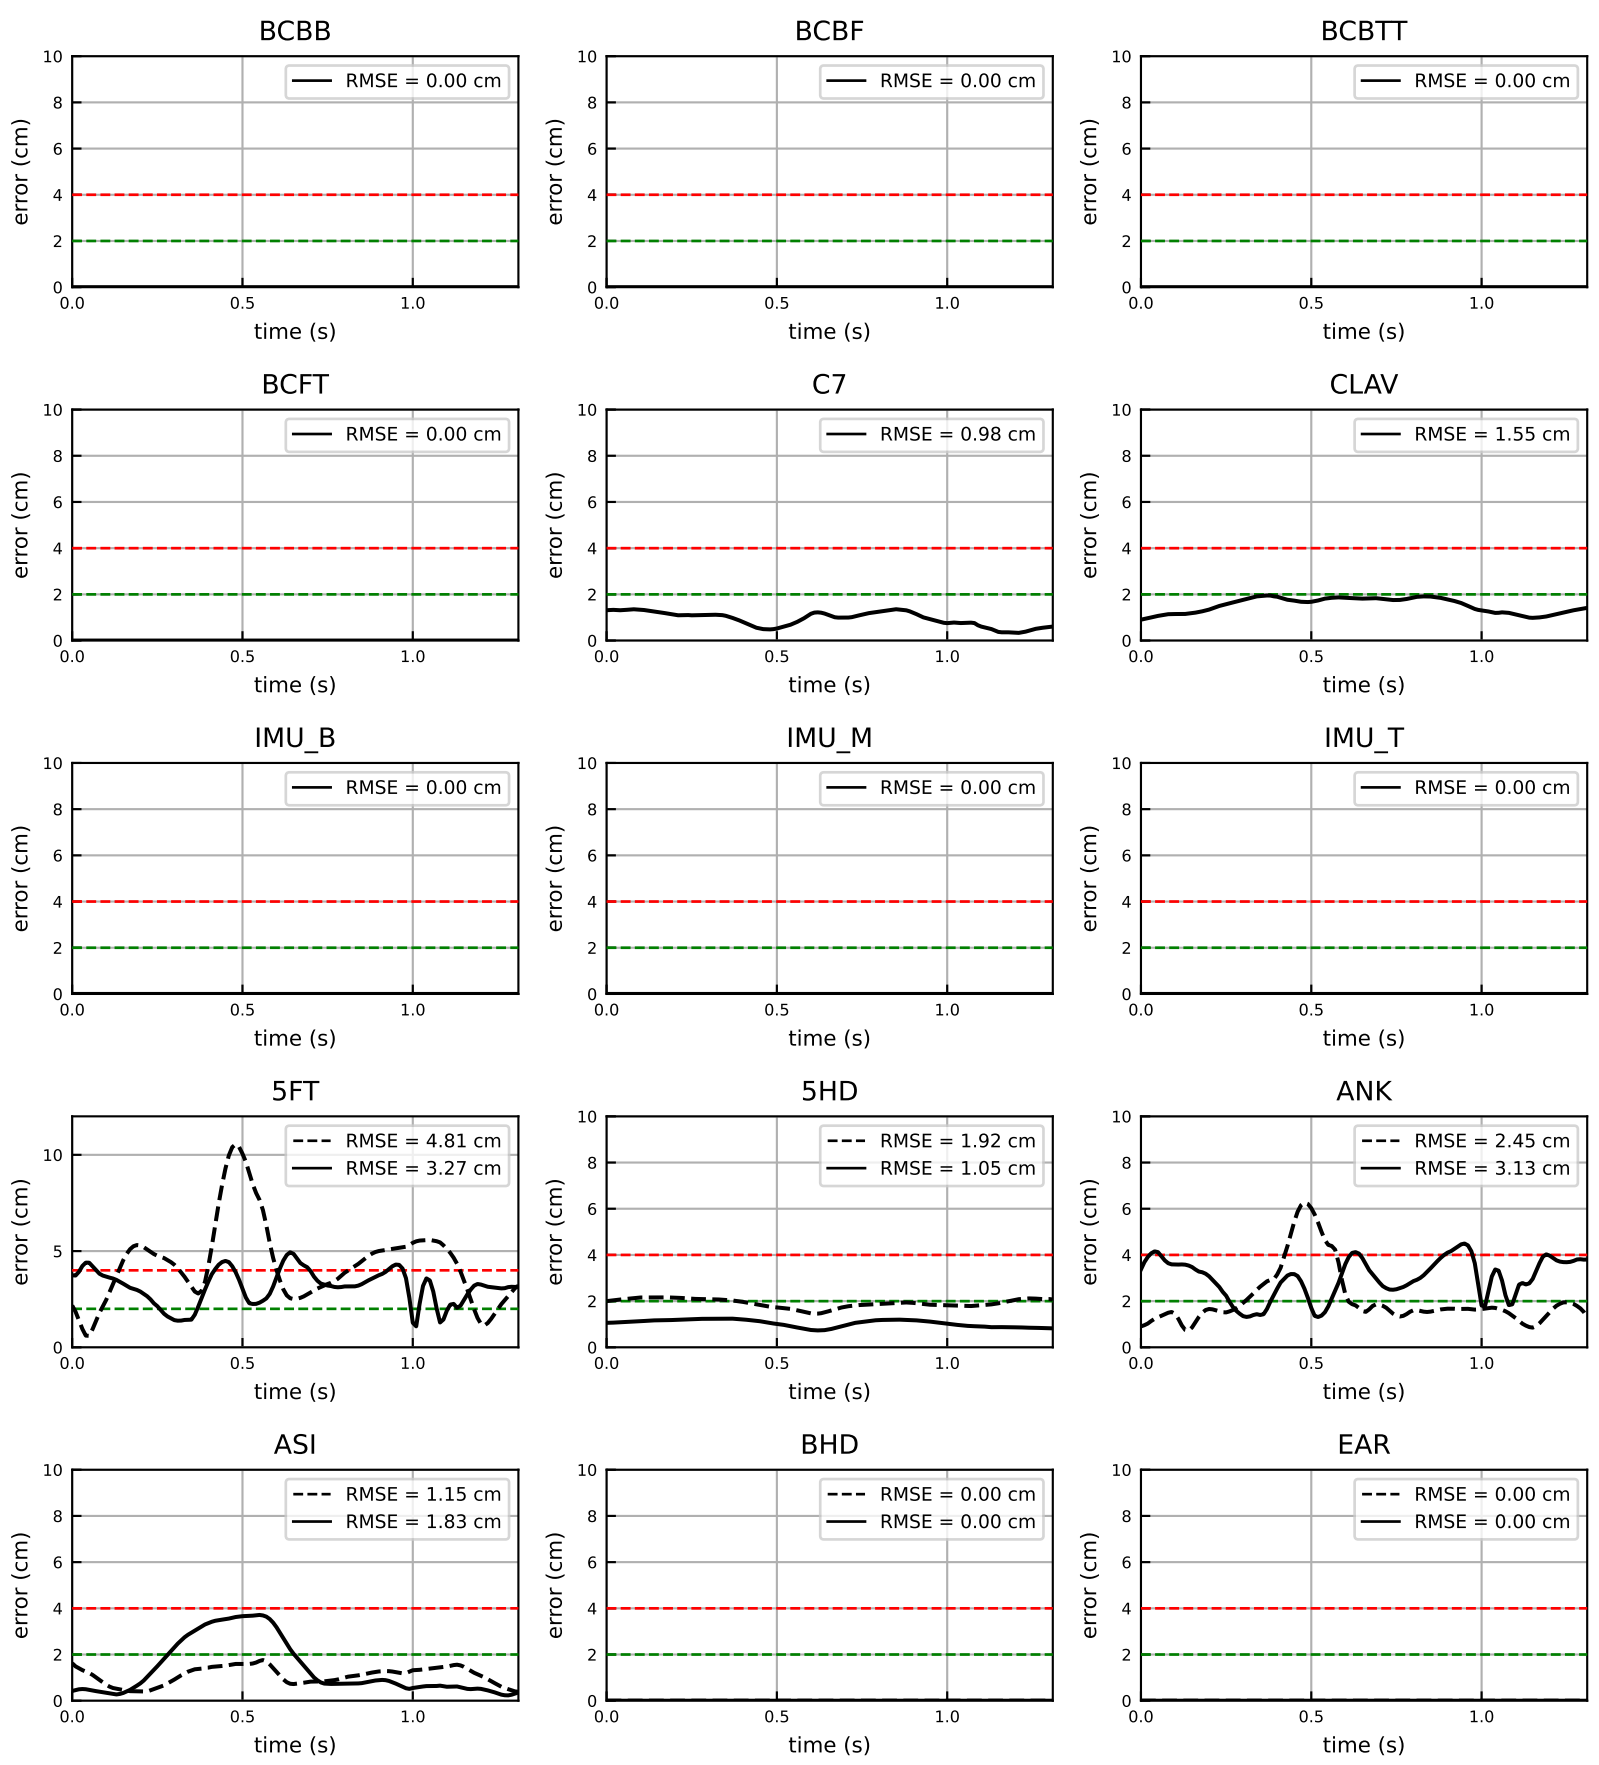 BCBB
RMSE = 0.00 cm
error (cm)
10
8
6
4
2
0
0.0 0.5 1.0
time (s)
BCBF
RMSE = 0.00 cm
error (cm)
10
8
6
4
2
0
0.0 0.5 1.0
time (s)
BCBTT
RMSE = 0.00 cm
error (cm)
10
8
6
4
2
0
0.0 0.5 1.0
time (s)
BCFT
RMSE = 0.00 cm
error (cm)
10
8
6
4
2
0
0.0 0.5 1.0
time (s)
C7
RMSE = 0.98 cm
error (cm)
10
8
6
4
2
0
0.0 0.5 1.0
time (s)
CLAV
RMSE = 1.55 cm
error (cm)
10
8
6
4
2
0
0.0 0.5 1.0
time (s)
IMU_B
RMSE = 0.00 cm
error (cm)
10
8
6
4
2
0
0.0 0.5 1.0
time (s)
IMU_M
RMSE = 0.00 cm
error (cm)
10
8
6
4
2
0
0.0 0.5 1.0
time (s)
IMU_T
RMSE = 0.00 cm
error (cm)
10
8
6
4
2
0
0.0 0.5 1.0
time (s)
5FT
RMSE = 4.81 cm
RMSE = 3.27 cm
error (cm)
10
5
0
0.0 0.5 1.0
time (s)
5HD
RMSE = 1.92 cm
RMSE = 1.05 cm
error (cm)
10
8
6
4
2
0
0.0 0.5 1.0
time (s)
ANK
RMSE = 2.45 cm
RMSE = 3.13 cm
error (cm)
10
8
6
4
2
0
0.0 0.5 1.0
time (s)
ASI
RMSE = 1.15 cm
RMSE = 1.83 cm
error (cm)
10
8
6
4
2
0
0.0 0.5 1.0
time (s)
BHD
RMSE = 0.00 cm
RMSE = 0.00 cm
error (cm)
10
8
6
4
2
0
0.0 0.5 1.0
time (s)
EAR
RMSE = 0.00 cm
RMSE = 0.00 cm
error (cm)
10
8
6
4
2
0
0.0 0.5 1.0
time (s)